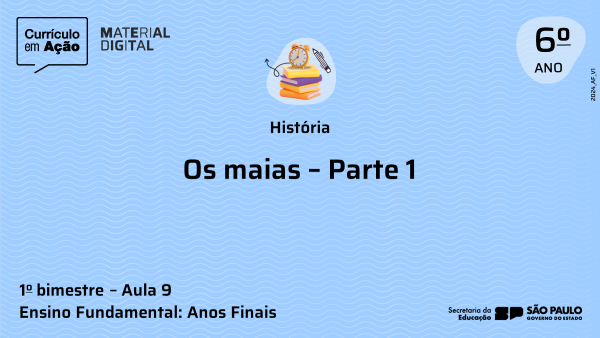 Currículo
em Ação
MATERIAL
DIGITAL
6º
ANO
2024_AF_V1
História
Os maias – Parte 1
1º bimestre – Aula 9
Ensino Fundamental: Anos Finais
Secretaria da
Educação
SP
SÃO PAULO
GOVERNO DO ESTADO